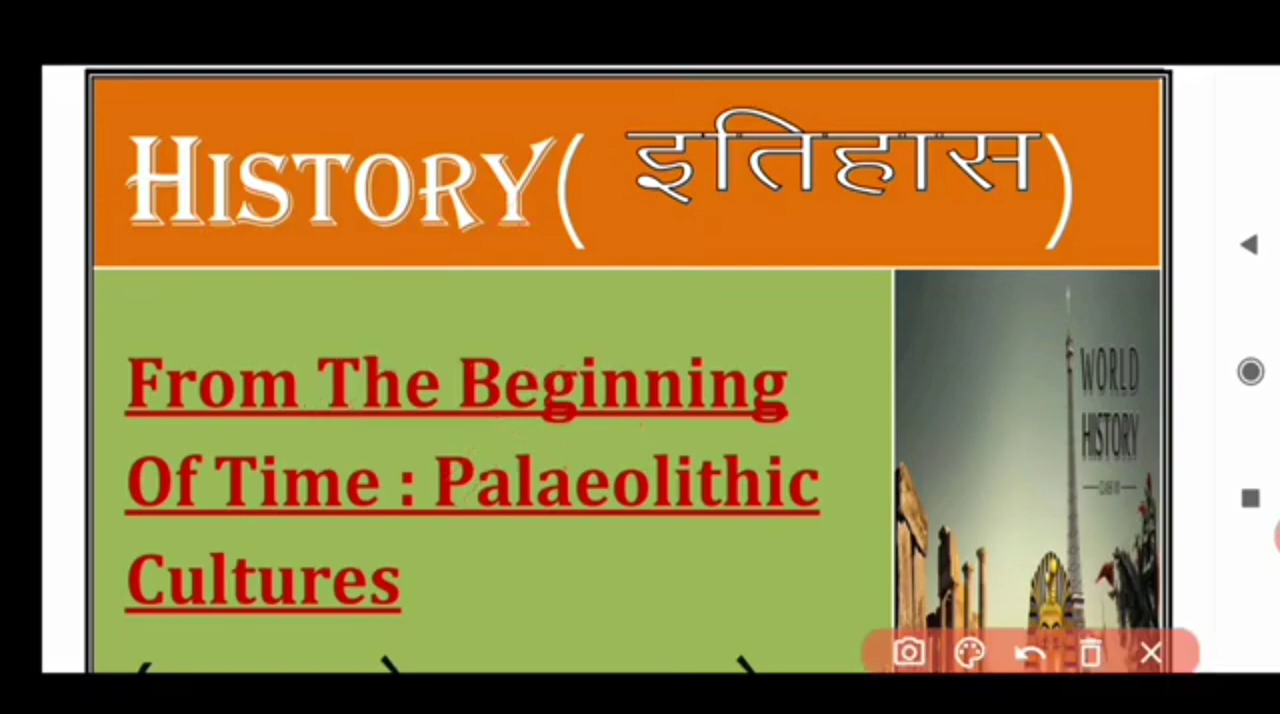 HISTORY( इतिहास)
From The Beginning
Of Time : Palaeolithic
Cultures
WORLD
HISTORY